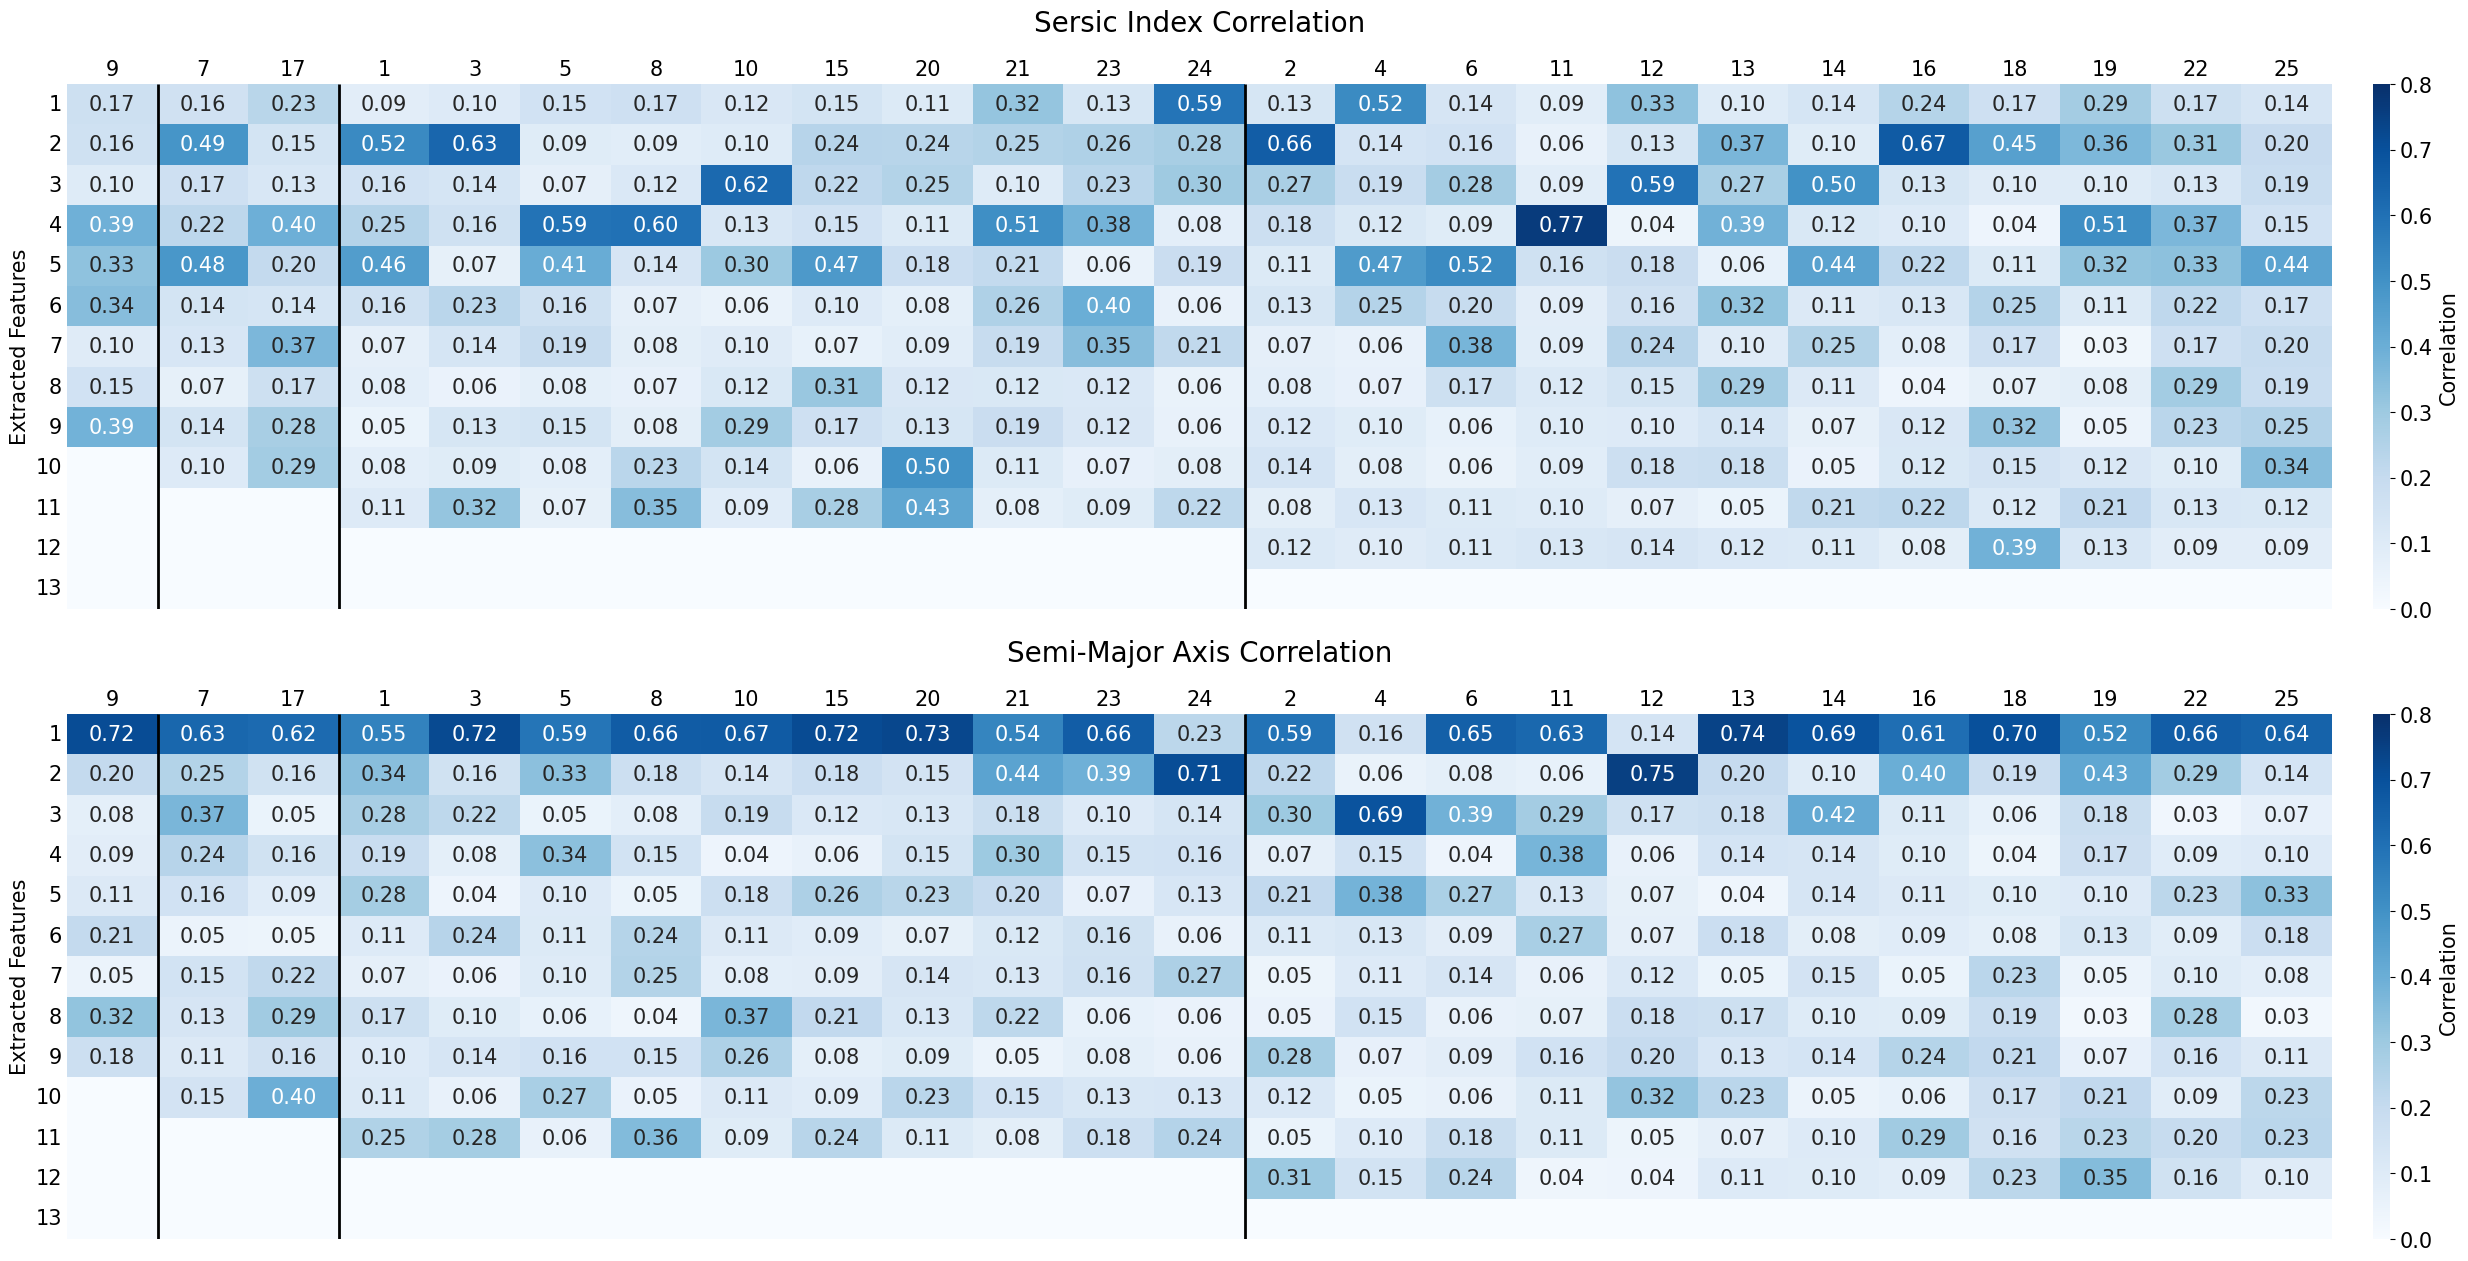 Sersic Index Correlation
9 7 17 1 3 5 8 10 15 20 21 23 24 2 4 6 11 12 13 14 16 18 19 22 25
1 0.17 0.16 0.23 0.09 0.10 0.15 0.17 0.12 0.15 0.11 0.32 0.13 0.59 0.13 0.52 0.14 0.09 0.33 0.10 0.14 0.24 0.17 0.29 0.17 0.14
2 0.16 0.49 0.15 0.52 0.63 0.09 0.09 0.10 0.24 0.24 0.25 0.26 0.28 0.66 0.14 0.16 0.06 0.13 0.37 0.10 0.67 0.45 0.36 0.31 0.20
3 0.10 0.17 0.13 0.16 0.14 0.07 0.12 0.62 0.22 0.25 0.10 0.23 0.30 0.27 0.19 0.28 0.09 0.59 0.27 0.50 0.13 0.10 0.10 0.13 0.19
4 0.39 0.22 0.40 0.25 0.16 0.59 0.60 0.13 0.15 0.11 0.51 0.38 0.08 0.18 0.12 0.09 0.77 0.04 0.39 0.12 0.10 0.04 0.51 0.37 0.15
5 0.33 0.48 0.20 0.46 0.07 0.41 0.14 0.30 0.47 0.18 0.21 0.06 0.19 0.11 0.47 0.52 0.16 0.18 0.06 0.44 0.22 0.11 0.32 0.33 0.44
6 0.34 0.14 0.14 0.16 0.23 0.16 0.07 0.06 0.10 0.08 0.26 0.40 0.06 0.13 0.25 0.20 0.09 0.16 0.32 0.11 0.13 0.25 0.11 0.22 0.17
7 0.10 0.13 0.37 0.07 0.14 0.19 0.08 0.10 0.07 0.09 0.19 0.35 0.21 0.07 0.06 0.38 0.09 0.24 0.10 0.25 0.08 0.17 0.03 0.17 0.20
8 0.15 0.07 0.17 0.08 0.06 0.08 0.07 0.12 0.31 0.12 0.12 0.12 0.06 0.08 0.07 0.17 0.12 0.15 0.29 0.11 0.04 0.07 0.08 0.29 0.19
9 0.39 0.14 0.28 0.05 0.13 0.15 0.08 0.29 0.17 0.13 0.19 0.12 0.06 0.12 0.10 0.06 0.10 0.10 0.14 0.07 0.12 0.32 0.05 0.23 0.25
10 0.10 0.29 0.08 0.09 0.08 0.23 0.14 0.06 0.50 0.11 0.07 0.08 0.14 0.08 0.06 0.09 0.18 0.18 0.05 0.12 0.15 0.12 0.10 0.34
11 0.11 0.32 0.07 0.35 0.09 0.28 0.43 0.08 0.09 0.22 0.08 0.13 0.11 0.10 0.07 0.05 0.21 0.22 0.12 0.21 0.13 0.12
12 0.12 0.10 0.11 0.13 0.14 0.12 0.11 0.08 0.39 0.13 0.09 0.09
13
Extracted Features
0.8
0.7
0.6
0.5
0.4
0.3
0.2
0.1
0.0
Correlation
Semi-Major Axis Correlation
9 7 17 1 3 5 8 10 15 20 21 23 24 2 4 6 11 12 13 14 16 18 19 22 25
1 0.72 0.63 0.62 0.55 0.72 0.59 0.66 0.67 0.72 0.73 0.54 0.66 0.23 0.59 0.16 0.65 0.63 0.14 0.74 0.69 0.61 0.70 0.52 0.66 0.64
2 0.20 0.25 0.16 0.34 0.16 0.33 0.18 0.14 0.18 0.15 0.44 0.39 0.71 0.22 0.06 0.08 0.06 0.75 0.20 0.10 0.40 0.19 0.43 0.29 0.14
3 0.08 0.37 0.05 0.28 0.22 0.05 0.08 0.19 0.12 0.13 0.18 0.10 0.14 0.30 0.69 0.39 0.29 0.17 0.18 0.42 0.11 0.06 0.18 0.03 0.07
4 0.09 0.24 0.16 0.19 0.08 0.34 0.15 0.04 0.06 0.15 0.30 0.15 0.16 0.07 0.15 0.04 0.38 0.06 0.14 0.14 0.10 0.04 0.17 0.09 0.10
5 0.11 0.16 0.09 0.28 0.04 0.10 0.05 0.18 0.26 0.23 0.20 0.07 0.13 0.21 0.38 0.27 0.13 0.07 0.04 0.14 0.11 0.10 0.10 0.23 0.33
6 0.21 0.05 0.05 0.11 0.24 0.11 0.24 0.11 0.09 0.07 0.12 0.16 0.06 0.11 0.13 0.09 0.27 0.07 0.18 0.08 0.09 0.08 0.13 0.09 0.18
7 0.05 0.15 0.22 0.07 0.06 0.10 0.25 0.08 0.09 0.14 0.13 0.16 0.27 0.05 0.11 0.14 0.06 0.12 0.05 0.15 0.05 0.23 0.05 0.10 0.08
8 0.32 0.13 0.29 0.17 0.10 0.06 0.04 0.37 0.21 0.13 0.22 0.06 0.06 0.05 0.15 0.06 0.07 0.18 0.17 0.10 0.09 0.19 0.03 0.28 0.03
9 0.18 0.11 0.16 0.10 0.14 0.16 0.15 0.26 0.08 0.09 0.05 0.08 0.06 0.28 0.07 0.09 0.16 0.20 0.13 0.14 0.24 0.21 0.07 0.16 0.11
10 0.15 0.40 0.11 0.06 0.27 0.05 0.11 0.09 0.23 0.15 0.13 0.13 0.12 0.05 0.06 0.11 0.32 0.23 0.05 0.06 0.17 0.21 0.09 0.23
11 0.25 0.28 0.06 0.36 0.09 0.24 0.11 0.08 0.18 0.24 0.05 0.10 0.18 0.11 0.05 0.07 0.10 0.29 0.16 0.23 0.20 0.23
12 0.31 0.15 0.24 0.04 0.04 0.11 0.10 0.09 0.23 0.35 0.16 0.10
13
Extracted Features
0.8
0.7
0.6
0.5
0.4
0.3
0.2
0.1
0.0
Correlation